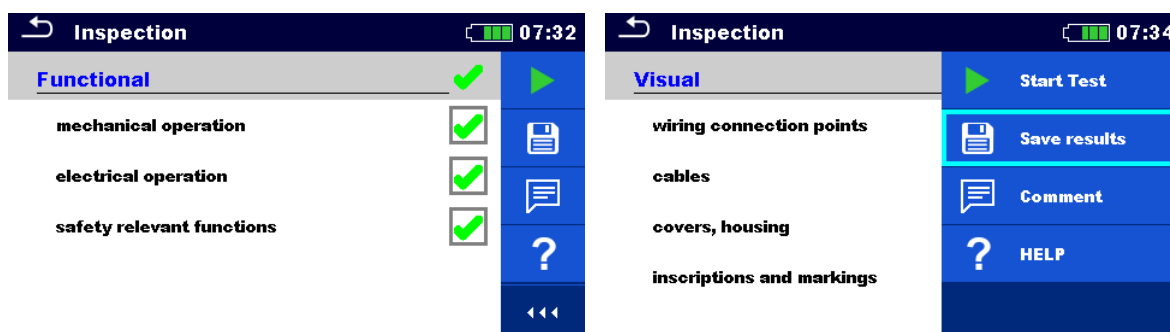 Inspection 07:32
Functional
mechanical operation
electrical operation
safety relevant functions
?
Inspection 07:34
Visual
Start Test
wiring connection points
Save results
cables
Comment
covers, housing
? HELP
inscriptions and markings